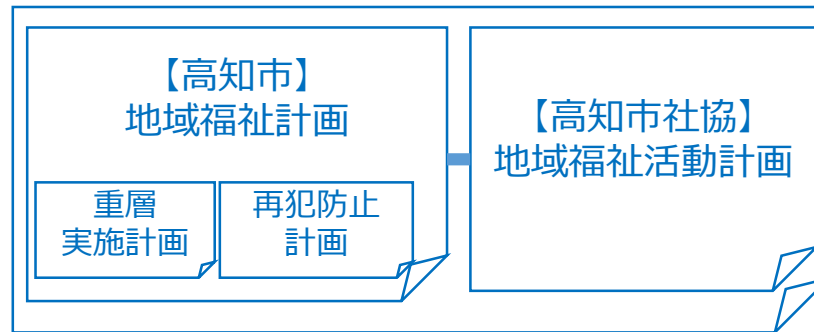 【高知市】
地域福祉計画
重層
実施計画
再犯防止
計画
【高知市社協】
地域福祉活動計画